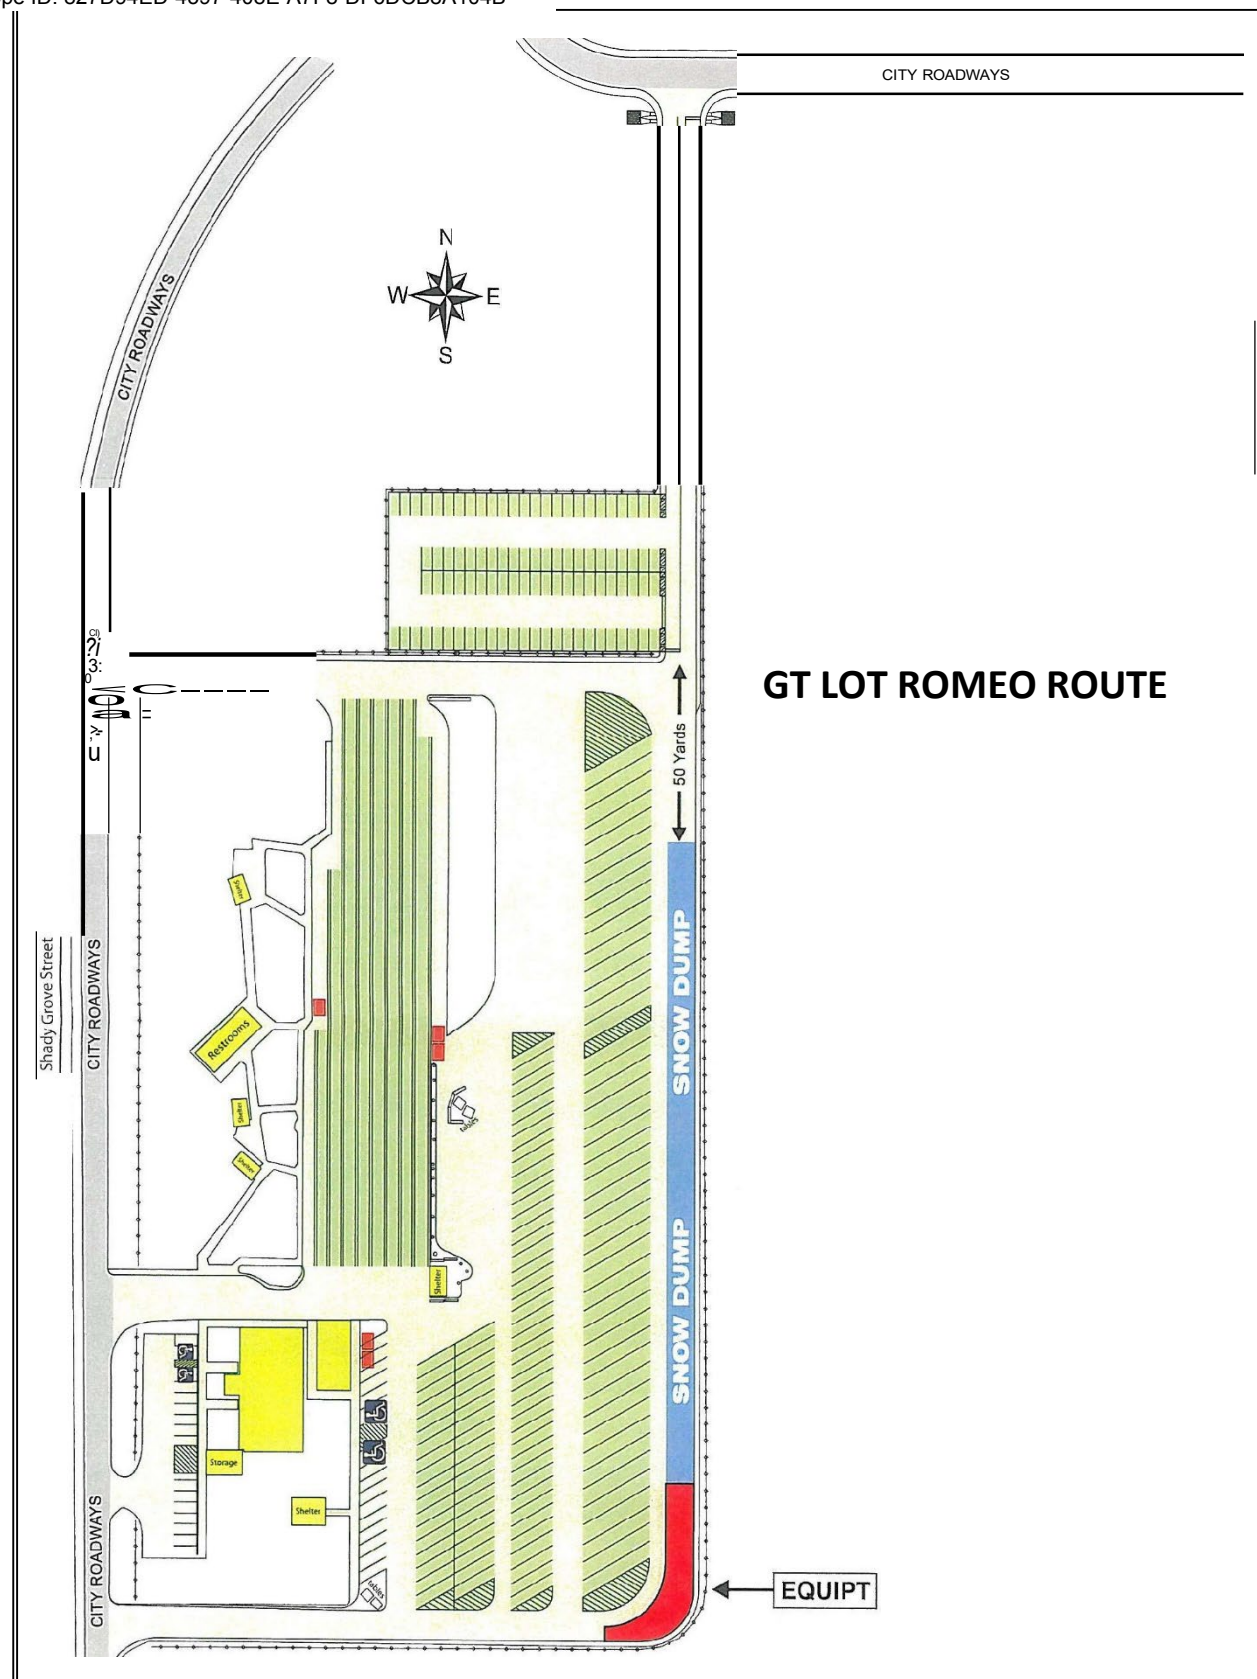 CITY ROADWAYS
N
W E
S
CITY ROADWAYS
GT LOT ROMEO ROUTE
50 Yards
Shelter
SNOW DUMP
Shady Grove Street
CITY ROADWAYS
Restrooms
Shelter
tables
Shelter
SNOW DUMP
Shelter
Storage
Shelter
CITY ROADWAYS
tables
EQUIPT